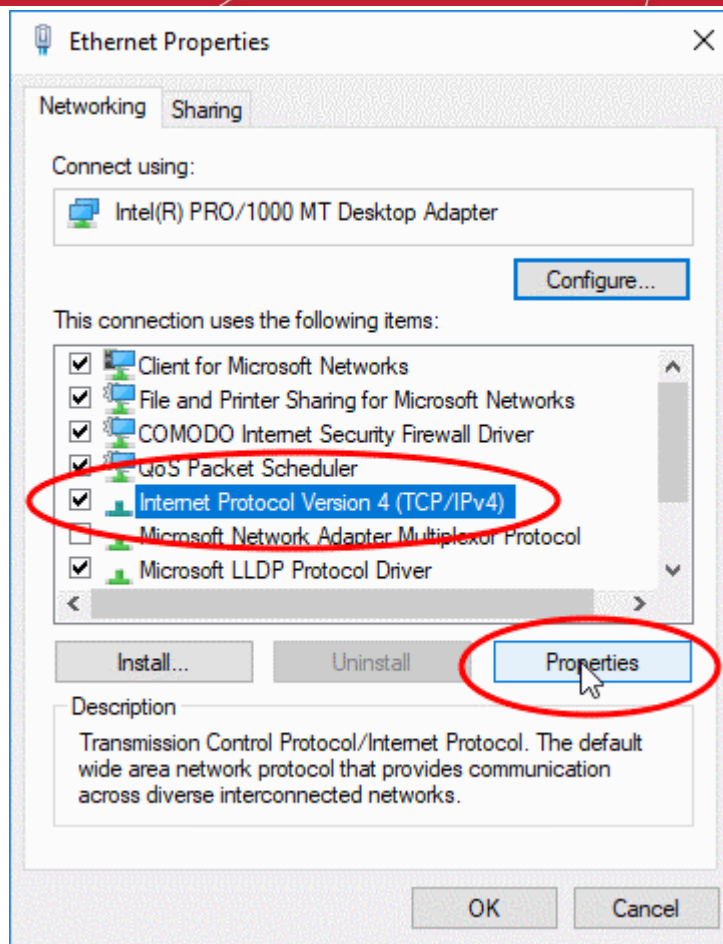 Ethernet Properties
Networking Sharing
Connect using:
Intel(R) PRO/1000 MT Desktop Adapter
Configure...
This connection uses the following items:
Client for Microsoft Networks
File and Printer Sharing for Microsoft Networks
COMODO Internet Security Firewall Driver
QoS Packet Scheduler
Internet Protocol Version 4 (TCP/IPv4)
Microsoft Network Adapter Multiplexor Protocol
Microsoft LLDP Protocol Driver
Install... Uninstall Properties
Description
Transmission Control Protocol/Internet Protocol. The default
wide area network protocol that provides communication
across diverse interconnected networks.
OK Cancel